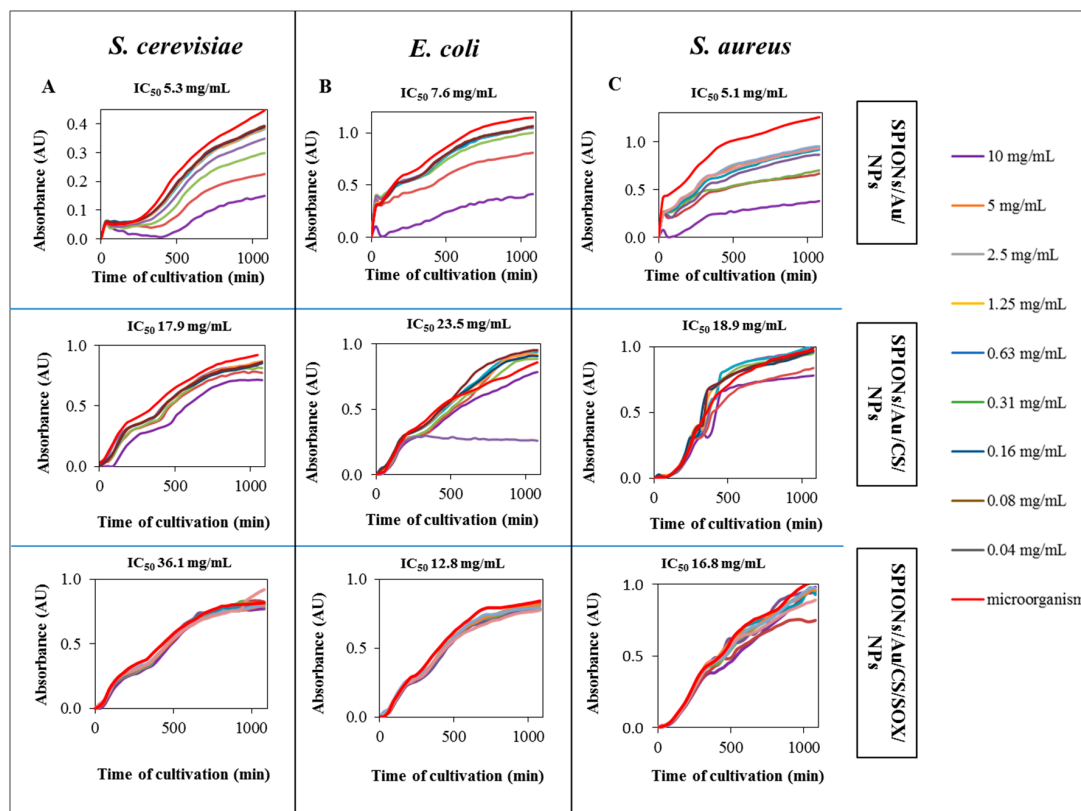 S. cerevisiae
E. coli
S. aureus
A
IC50 5.3 mg/mL
Absorbance (AU)
0.4
0.3
0.2
0.1
0.0
0
500
1000
Time of cultivation (min)
B
IC50 7.6 mg/mL
Absorbance (AU)
1.0
0.5
0.0
0
500
1000
Time of cultivation (min)
C
IC50 5.1 mg/mL
Absorbance (AU)
1.0
0.5
0.0
0
500
1000
Time of cultivation (min)
SPIONs/Au/
NPs
IC50 17.9 mg/mL
Absorbance (AU)
1.0
0.5
0.0
0
500
1000
Time of cultivation (min)
IC50 23.5 mg/mL
Absorbance (AU)
1.0
0.5
0.0
0
500
1000
Time of cultivation (min)
IC50 18.9 mg/mL
Absorbance (AU)
1.0
0.5
0.0
0
500
1000
Time of cultivation (min)
SPIONs/Au/CS/
NPs
IC50 36.1 mg/mL
Absorbance (AU)
1.0
0.5
0.0
0
500
1000
Time of cultivation (min)
IC50 12.8 mg/mL
Absorbance (AU)
1.0
0.5
0.0
0
500
1000
Time of cultivation (min)
IC50 16.8 mg/mL
Absorbance (AU)
1.0
0.5
0.0
0
500
1000
Time of cultivation (min)
SPIONs/Au/CS/SOX/
NPs
10 mg/mL
5 mg/mL
2.5 mg/mL
1.25 mg/mL
0.63 mg/mL
0.31 mg/mL
0.16 mg/mL
0.08 mg/mL
0.04 mg/mL
microorganism